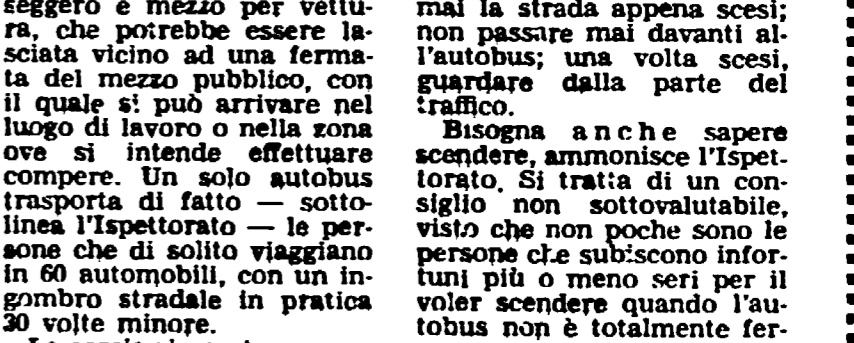 seggero e mezzo per vettu-
ra, che potrebbe essere la-
sciata vicino ad una ferma-
ta del mezzo pubblico, con
il quale si può arrivare nel
luogo di lavoro o nella zona
ove si intende effettuare
compere. Un solo autobus
trasporta di fatto — sotto-
linea l'Ispettorato — le per-
sone che di solito viaggiano
in 60 automobili, con un in-
gombro stradale in pratica
30 volte minore.
mai la strada appena scesi;
non passare mai davanti al-
l'autobus; una volta scesi,
guardare dalla parte del
traffico.
Bisogna anche sapere
scendere, ammonisce l'Ispet-
torato. Si tratta di un con-
siglio non sottovalutabile,
visto che non poche sono le
persone che subiscono infor-
tuni più o meno seri per il
voler scendere quando l'au-
tobus non è totalmente fer-